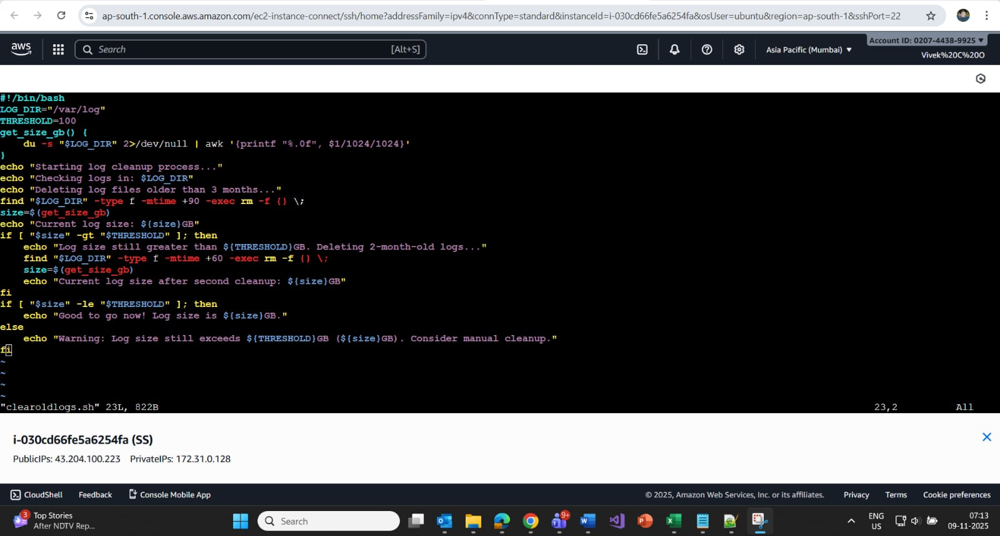 ap-south-1.console.aws.amazon.com/ec2-instance-connect/ssh/home?addressFamily=ipv4&connType=standard&instanceId=i-030cd66fe5a6254fa&osUser=ubuntu&region=ap-south-1&sshPort=22
aws
Search [Alt+S]
Asia Pacific (Mumbai)
Account ID: 0207-4438-9925
Vivek%20C%20O
#!/bin/bash
LOG_DIR="/var/log"
THRESHOLD=100
get_size_gb() {
    du -s "$LOG_DIR" 2>/dev/null | awk '{printf "%.0f", $1/1024/1024}'
}
echo "Starting log cleanup process..."
echo "Checking logs in: $LOG_DIR"
echo "Deleting log files older than 3 months..."
find "$LOG_DIR" -type f -mtime +90 -exec rm -f {} \;
size=$(get_size_gb)
echo "Current log size: ${size}GB"
if [ "$size" -gt "$THRESHOLD" ]; then
    echo "Log size still greater than ${THRESHOLD}GB. Deleting 2-month-old logs..."
    find "$LOG_DIR" -type f -mtime +60 -exec rm -f {} \;
    size=$(get_size_gb)
    echo "Current log size after second cleanup: ${size}GB"
fi
if [ "$size" -le "$THRESHOLD" ]; then
    echo "Good to go now! Log size is ${size}GB."
else
    echo "Warning: Log size still exceeds ${THRESHOLD}GB (${size}GB). Consider manual cleanup."
fi
~
~
~
~
"clearoldlogs.sh" 23L, 822B 23,2 All
i-030cd66fe5a6254fa (SS)
PublicIPs: 43.204.100.223 PrivateIPs: 172.31.0.128
CloudShell Feedback Console Mobile App © 2025, Amazon Web Services, Inc. or its affiliates. Privacy Terms Cookie preferences
3
Top Stories
After NDTV Rep...
Search
9+
ENG
US
07:13
09-11-2025